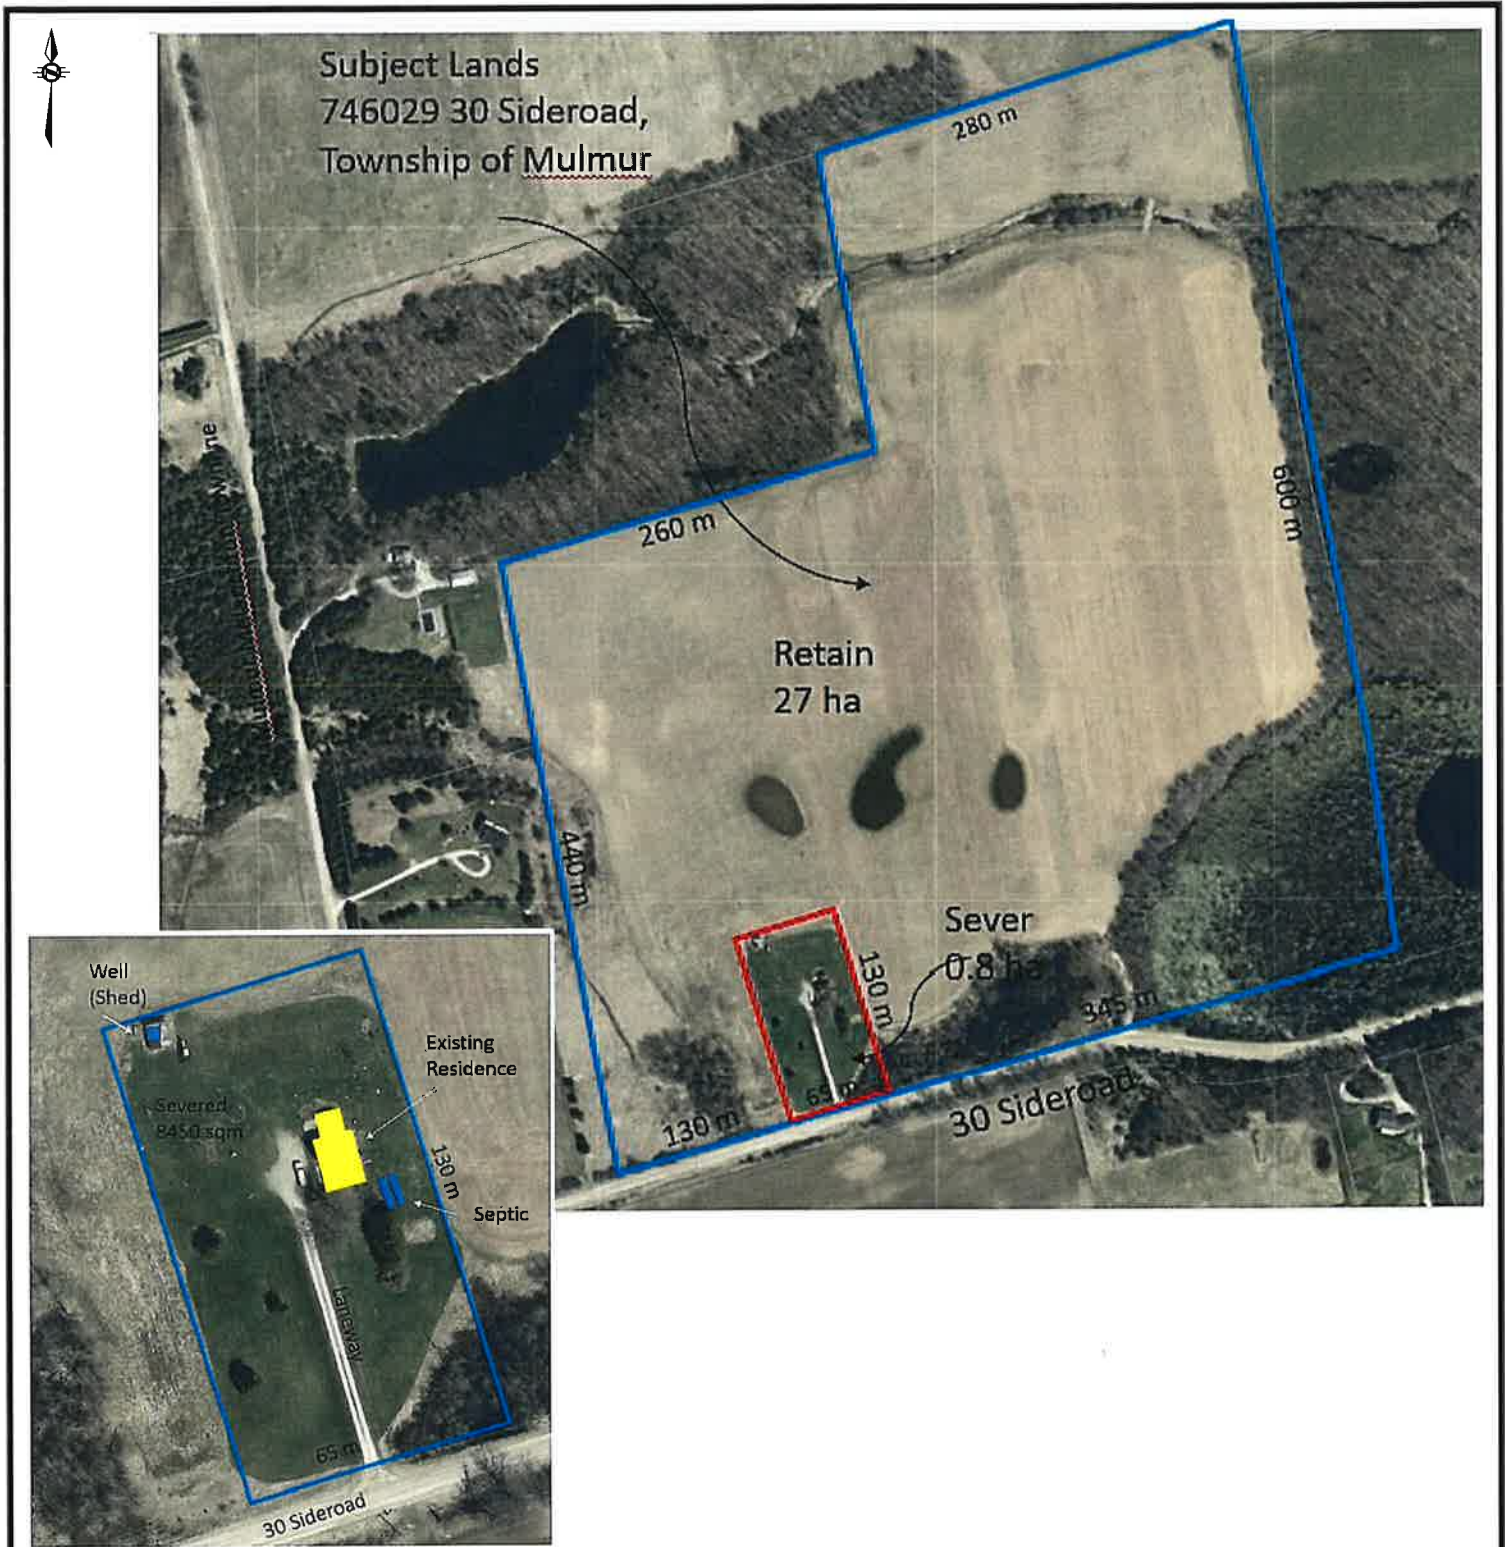 Subject Lands
746029 30 Sideroad,
Township of Mulmur
280 m
260 m
600 m
Retain
27 ha
440 m
Sever
0.8 ha
130 m
345 m
65 m
130 m
30 Sideroad
Well
(Shed)
Existing
Residence
Severed
8450 sqm
130 m
Septic
Laneway
65 m
30 Sideroad